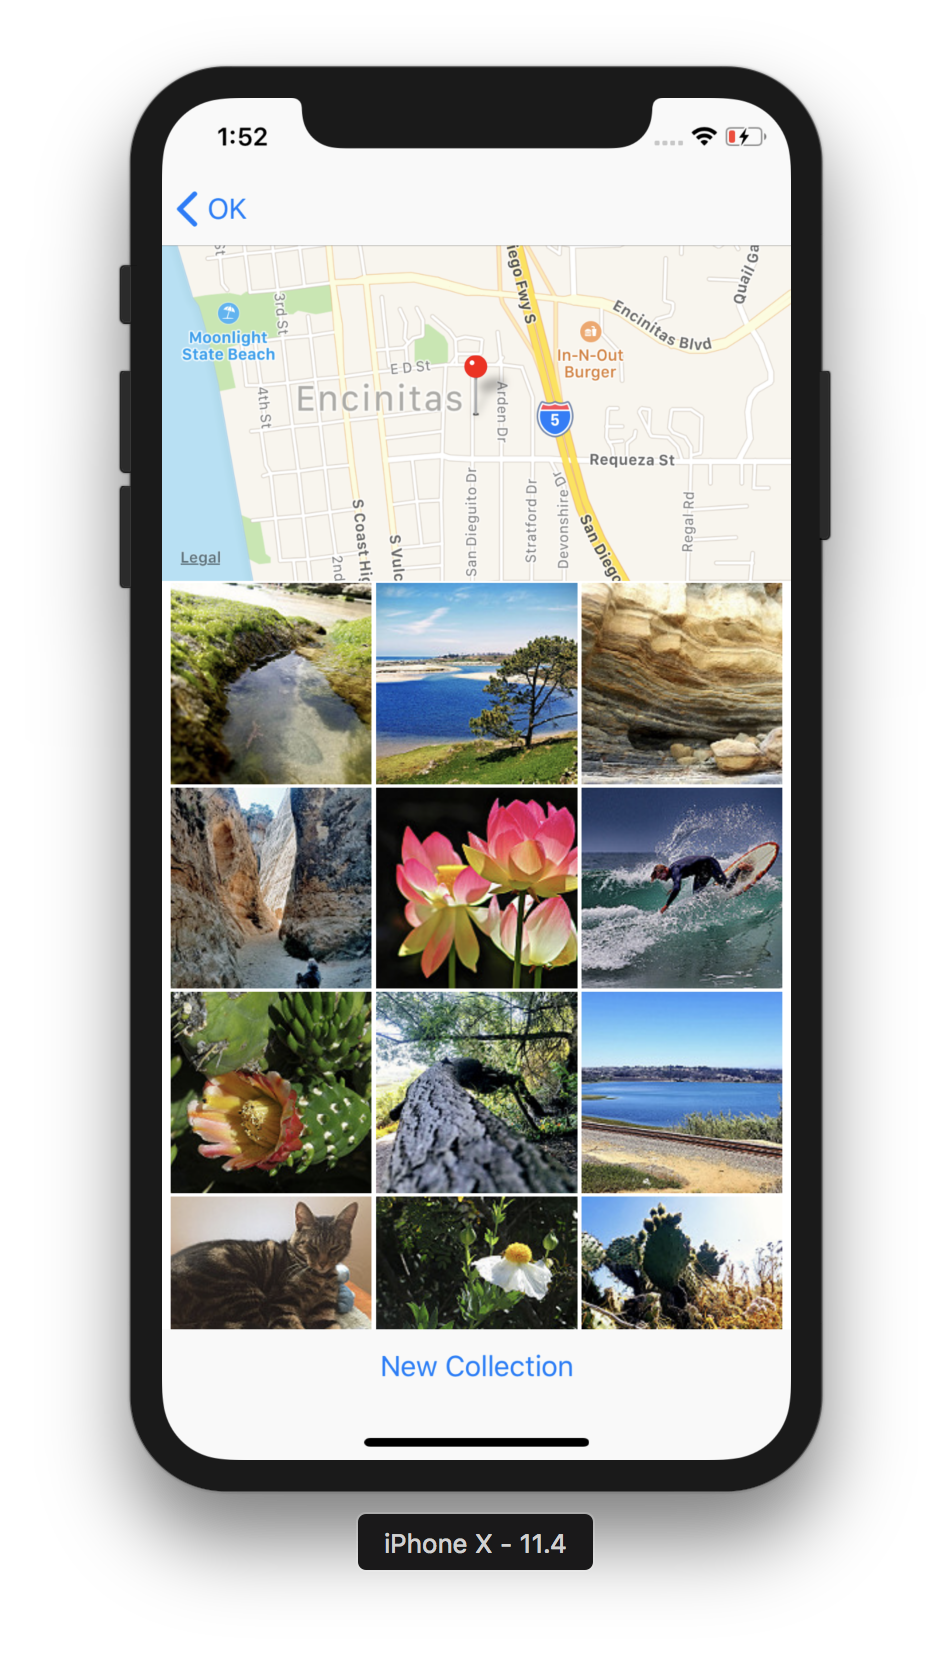 1:52
OK
St
iego Fwy S
Quail Ga
3rd St
Moonlight
State Beach
Encinitas Blvd
In-N-Out
Burger
E D St
Encinitas
4th St
Arden Dr
5
Requeza St
San Dieguito Dr
Stratford Dr
Devonshire Dr
Regal Rd
S Coast Hi
S Vulc
San Diego
2nd
Legal
New Collection
iPhone X - 11.4